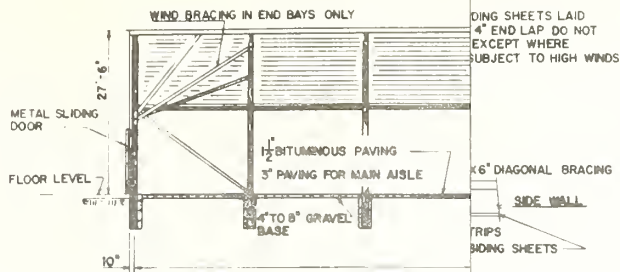 WIND BRACING IN END BAYS ONLY
27'-6"
METAL SLIDING
DOOR
FLOOR LEVEL
1½" BITUMINOUS PAVING
3" PAVING FOR MAIN AISLE
4" TO 8" GRAVEL
BASE
10"
DING SHEETS LAID
4" END LAP DO NOT
EXCEPT WHERE
SUBJECT TO HIGH WINDS
X6" DIAGONAL BRACING
SIDE WALL
TRIPS
SIDING SHEETS